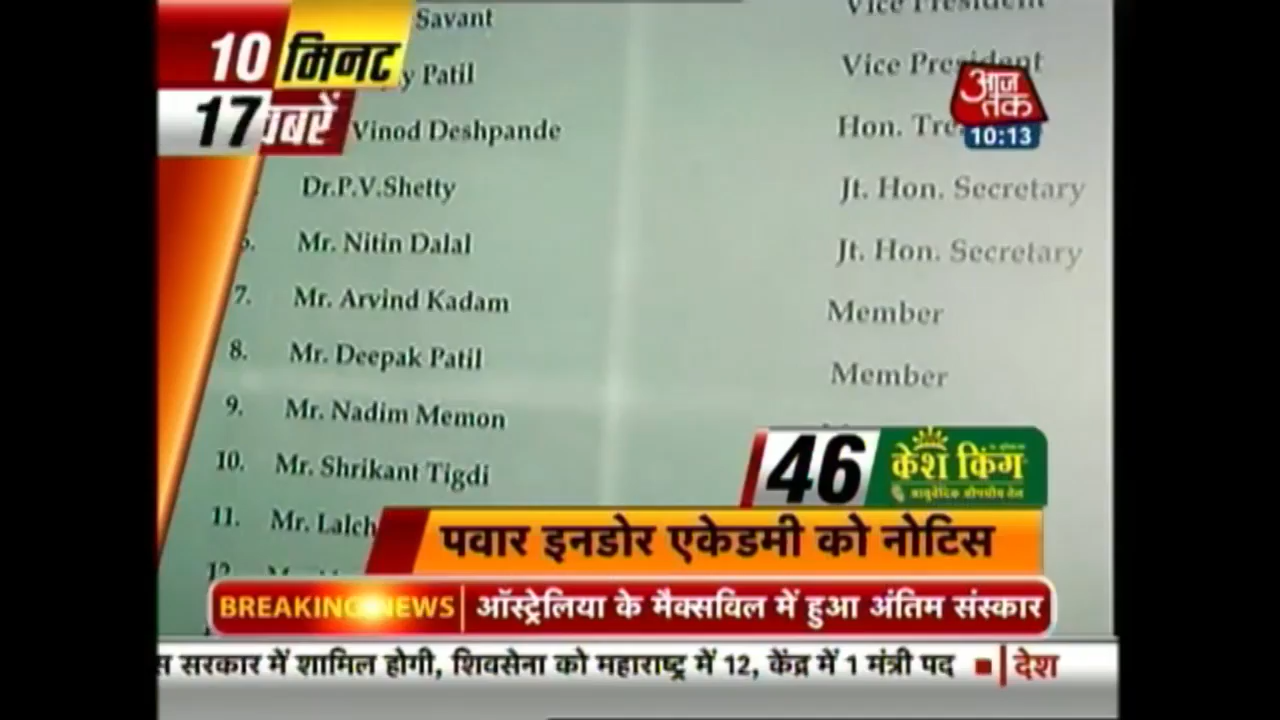 10 मिनट
17 खबरें
आज तक
10:13
Savant Vice President
Patil Vice President
Vinod Deshpande Hon.
Dr.P.V.Shetty Jt. Hon. Secretary
Mr. Nitin Dalal Jt. Hon. Secretary
7. Mr. Arvind Kadam Member
8. Mr. Deepak Patil Member
9. Mr. Nadim Memon
10. Mr. Shrikant Tigdi
11. Mr.
46 केश किंग
आयुर्वेदिक औषधीय तेल
पवार इनडोर एकेडमी को नोटिस
BREAKING NEWS ऑस्ट्रेलिया के मैक्सविल में हुआ अंतिम संस्कार
सरकार में शामिल होगी, शिवसेना को महाराष्ट्र में 12, केंद्र में 1 मंत्री पद देश